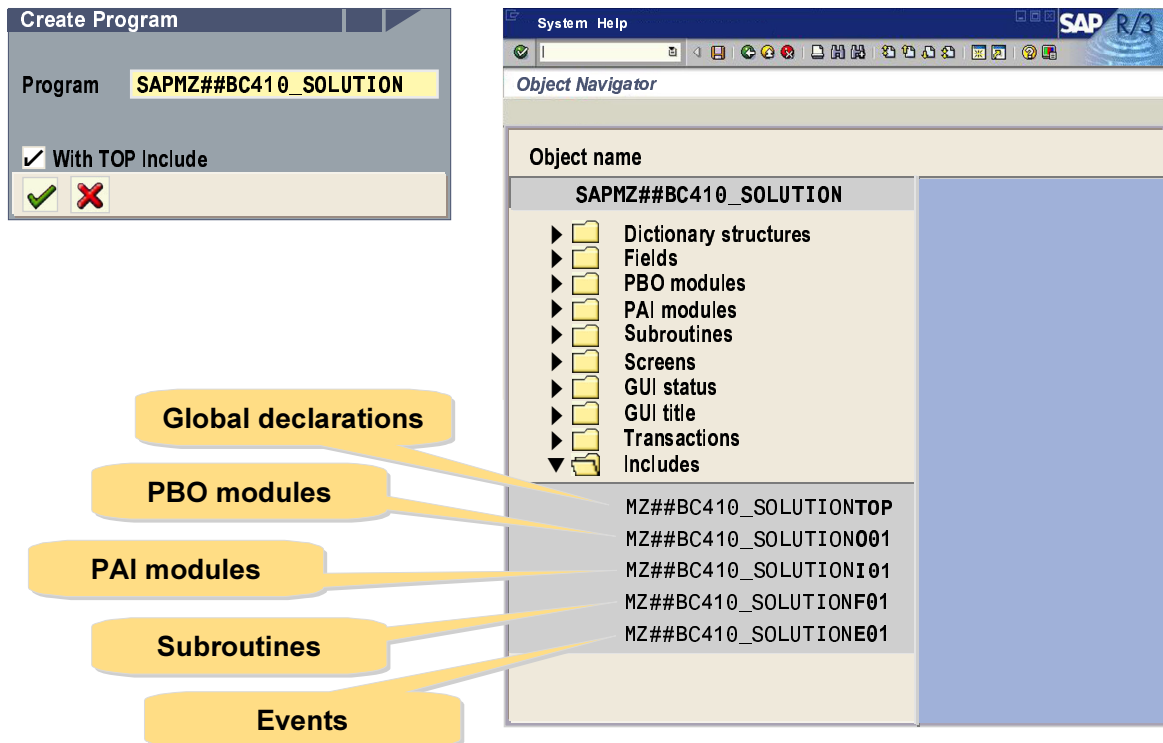 Create Program
Program SAPMZ##BC410_SOLUTION
With TOP Include
System Help
SAP R/3
Object Navigator
Object name
SAPMZ##BC410_SOLUTION
Dictionary structures
Fields
PBO modules
PAI modules
Subroutines
Screens
GUI status
GUI title
Transactions
Includes
MZ##BC410_SOLUTIONTOP
MZ##BC410_SOLUTIONO01
MZ##BC410_SOLUTIONI01
MZ##BC410_SOLUTIONF01
MZ##BC410_SOLUTIONE01
Global declarations
PBO modules
PAI modules
Subroutines
Events